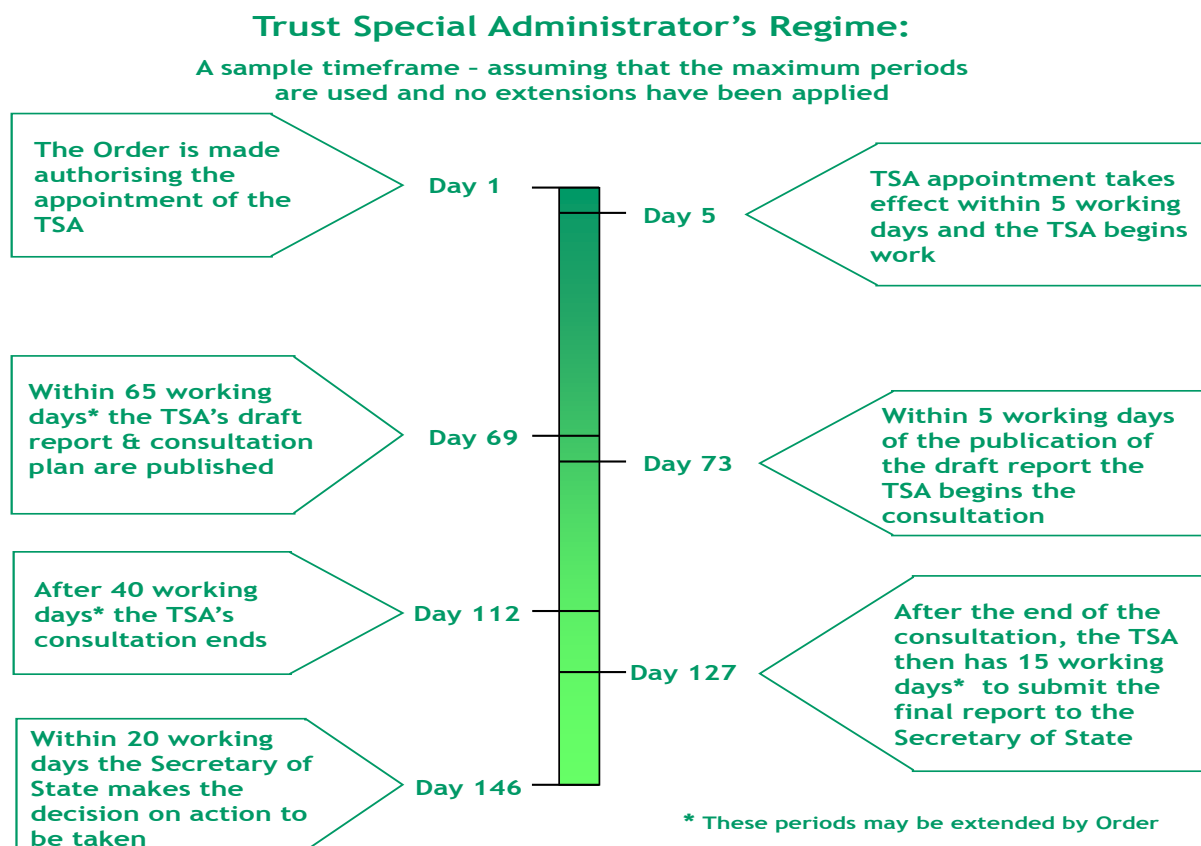 Trust Special Administrator's Regime:
A sample timeframe - assuming that the maximum periods
are used and no extensions have been applied
The Order is made
authorising the
appointment of the
TSA
Day 1
Day 5
TSA appointment takes
effect within 5 working
days and the TSA begins
work
Within 65 working
days* the TSA's draft
report & consultation
plan are published
Day 69
Day 73
Within 5 working days
of the publication of
the draft report the
TSA begins the
consultation
After 40 working
days* the TSA's
consultation ends
Day 112
Day 127
After the end of the
consultation, the TSA
then has 15 working
days* to submit the
final report to the
Secretary of State
Within 20 working
days the Secretary of
State makes the
decision on action to
be taken
Day 146
* These periods may be extended by Order